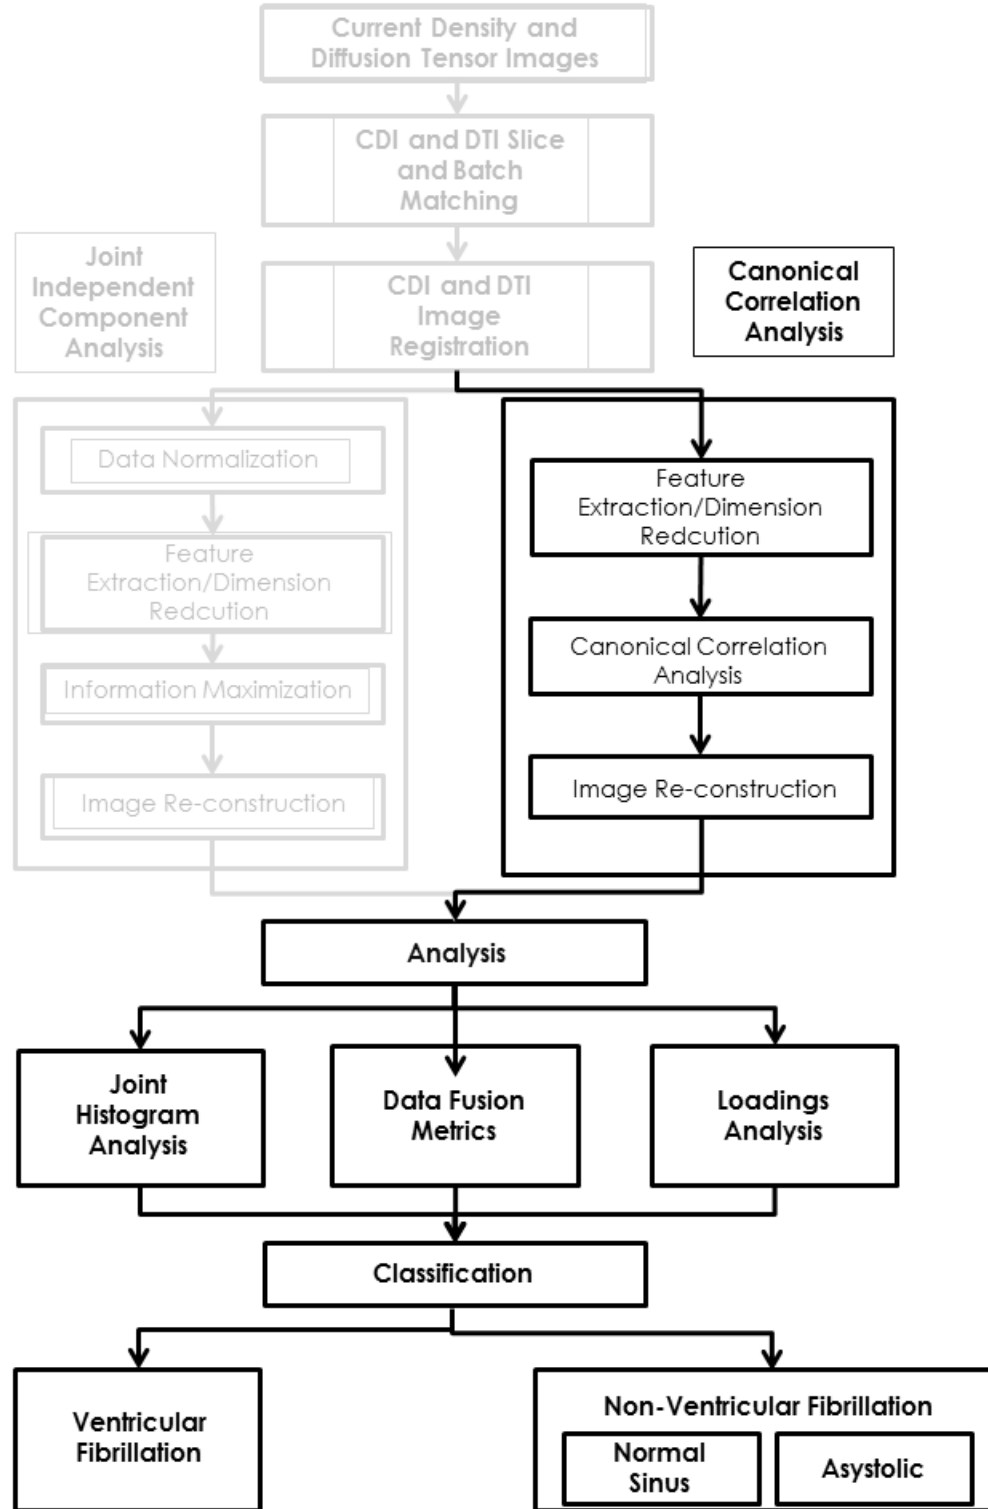 Current Density and
Diffusion Tensor Images
CDI and DTI Slice
and Batch
Matching
Joint
Independent
Component
Analysis
CDI and DTI
Image
Registration
Canonical
Correlation
Analysis
Data Normalization
Feature
Extraction/Dimension
Redcution
Information Maximization
Image Re-construction
Feature
Extraction/Dimension
Redcution
Canonical Correlation
Analysis
Image Re-construction
Analysis
Joint
Histogram
Analysis
Data Fusion
Metrics
Loadings
Analysis
Classification
Ventricular
Fibrillation
Non-Ventricular Fibrillation
Normal
Sinus
Asystolic